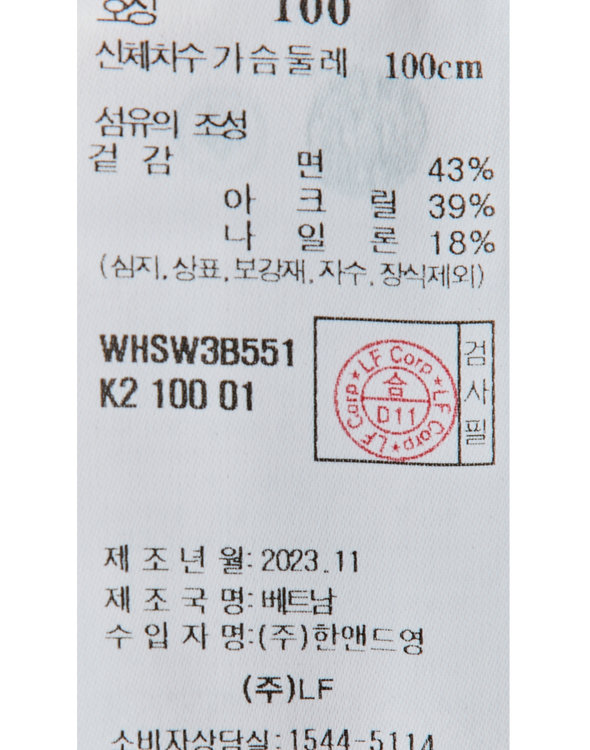 호칭 100
신체치수 가슴둘레 100cm
섬유의 조성
겉감 면 43%
아크릴 39%
나일론 18%
(심지,상표,보강재,자수,장식제외)
WHSW3B551
K2 100 01
LF Corp★LF Corp★LF Corp★
合
D11
검사필
제조년월:2023.11
제조국명:베트남
수입자명:(주)한앤드영
(주)LF
소비자상담실:1544-5114